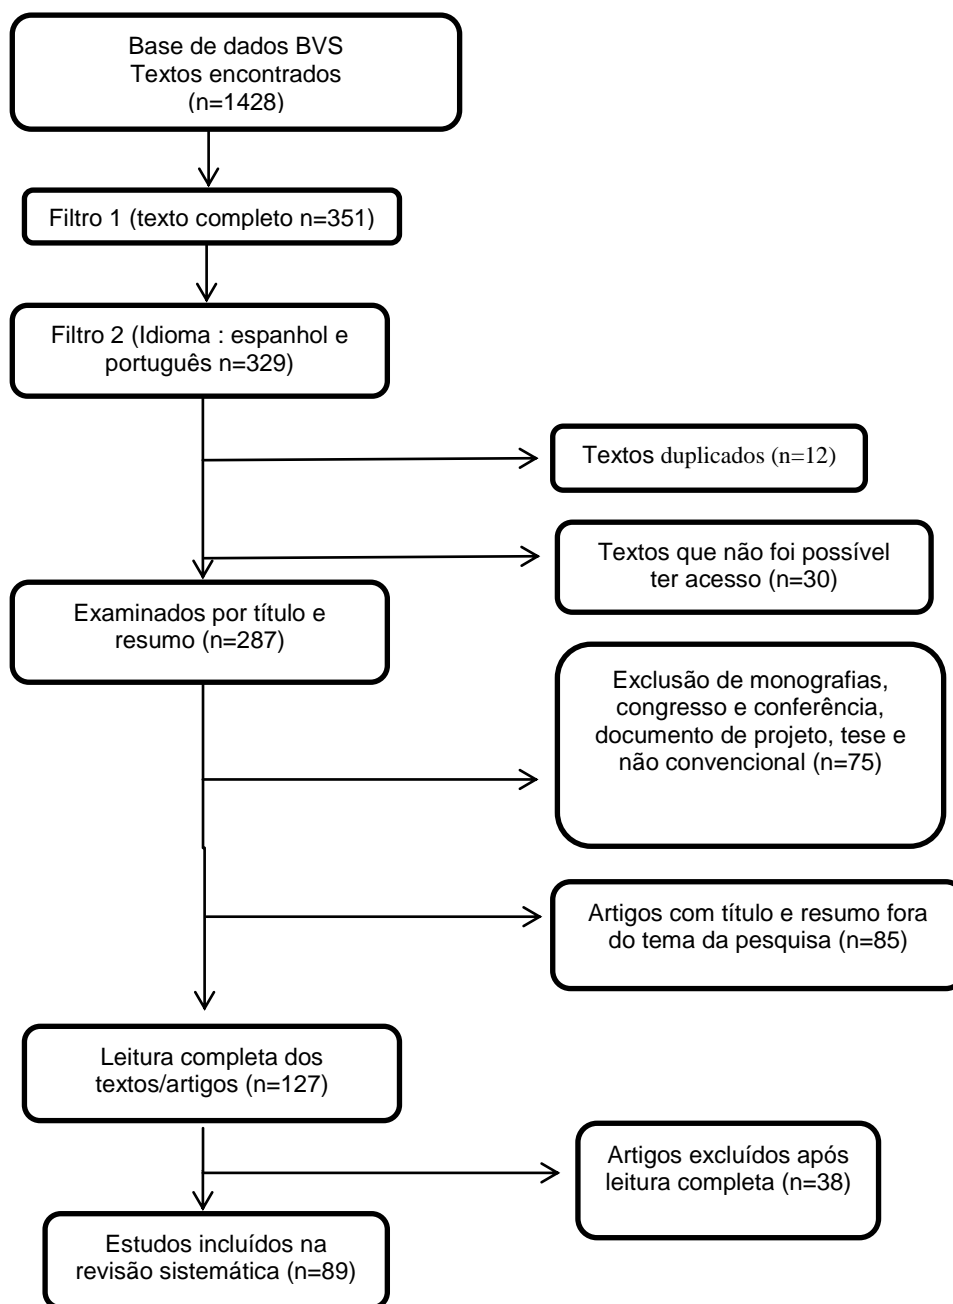 Base de dados BVS
Textos encontrados
(n=1428)
Filtro 1 (texto completo n=351)
Filtro 2 (Idioma : espanhol e
português n=329)
Textos duplicados (n=12)
Textos que não foi possível
ter acesso (n=30)
Examinados por título e
resumo (n=287)
Exclusão de monografias,
congresso e conferência,
documento de projeto, tese e
não convencional (n=75)
Artigos com título e resumo fora
do tema da pesquisa (n=85)
Leitura completa dos
textos/artigos (n=127)
Artigos excluídos após
leitura completa (n=38)
Estudos incluídos na
revisão sistemática (n=89)